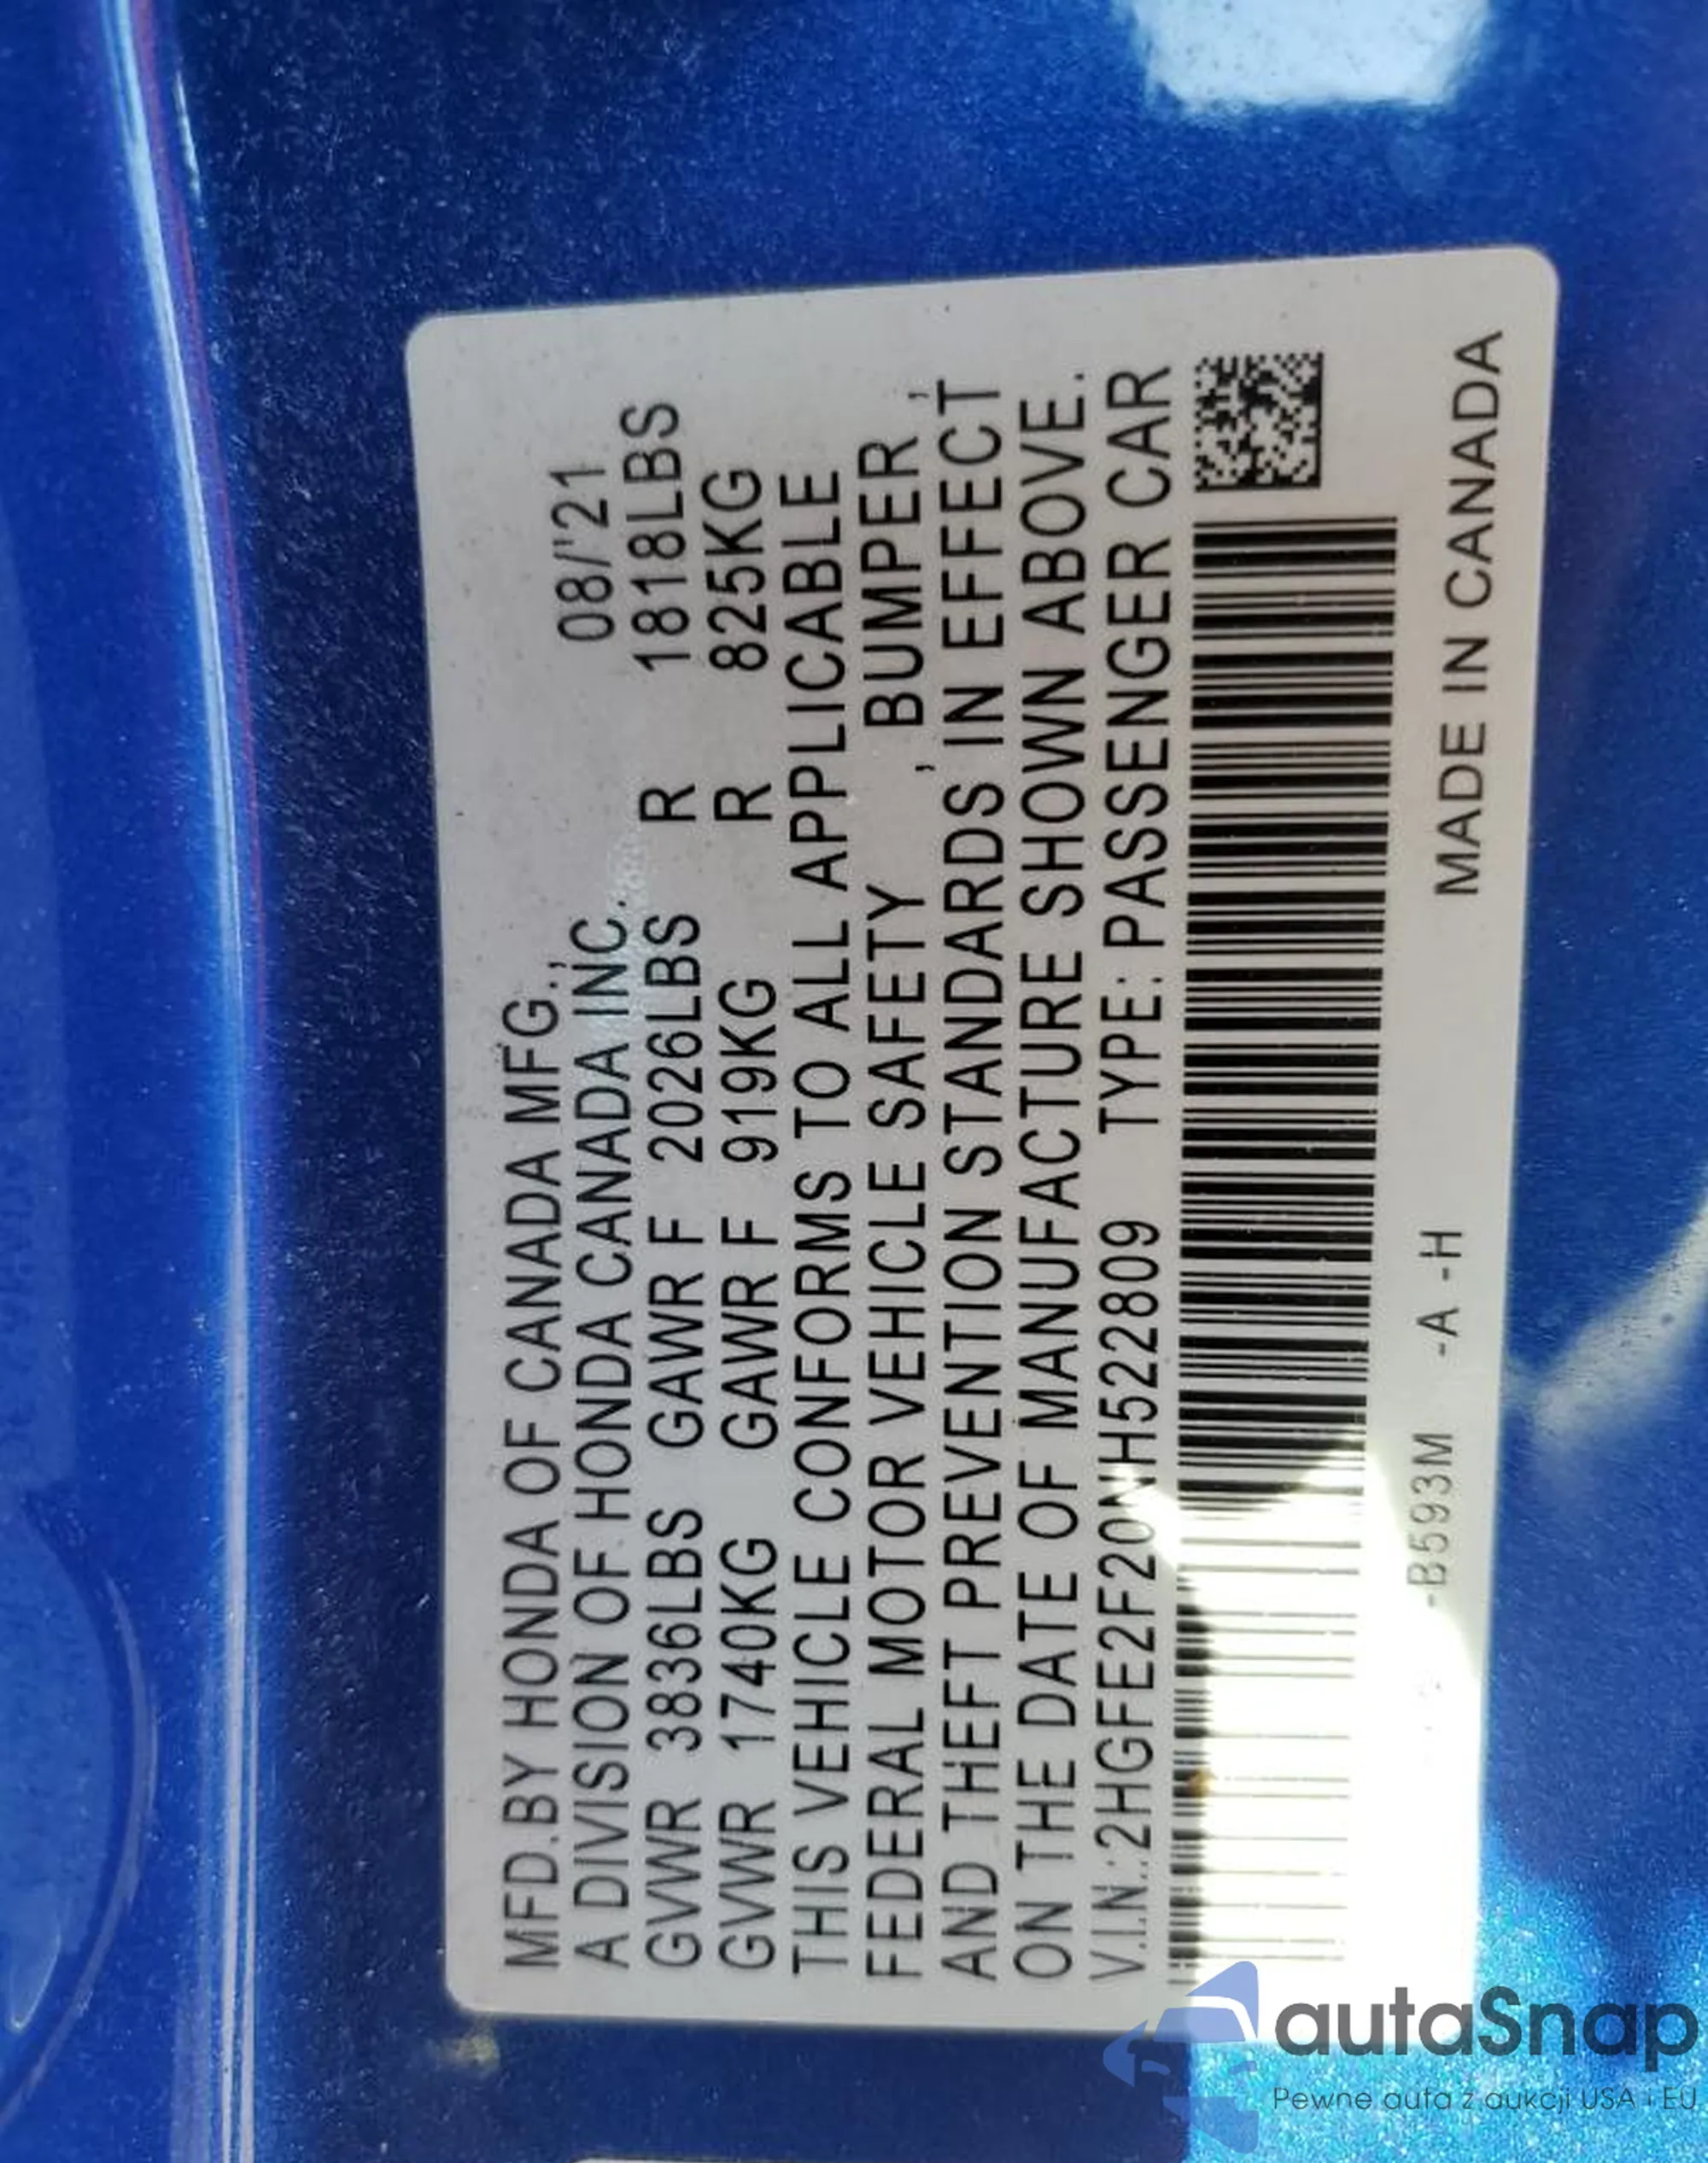 MFD.BY HONDA OF CANADA MFG.,
A DIVISION OF HONDA CANADA INC. 08/'21
GVWR 3836LBS GAWR F 2026LBS R 1818LBS
GVWR 1740KG GAWR F 919KG R 825KG
THIS VEHICLE CONFORMS TO ALL APPLICABLE
FEDERAL MOTOR VEHICLE SAFETY , BUMPER ,
AND THEFT PREVENTION STANDARDS IN EFFECT
ON THE DATE OF MANUFACTURE SHOWN ABOVE.
V.I.N.:2HGFE2F20NH522809 TYPE: PASSENGER CAR
-B593M -A -H MADE IN CANADA
autaSnap
Pewne auta z aukcji USA i EU